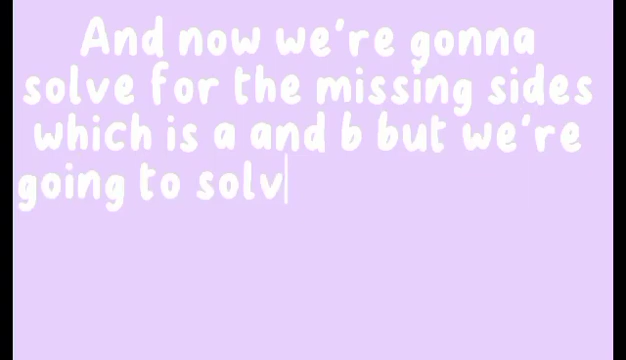 And now we're gonna
solve for the missing sides
which is a and b but we're
going to solv